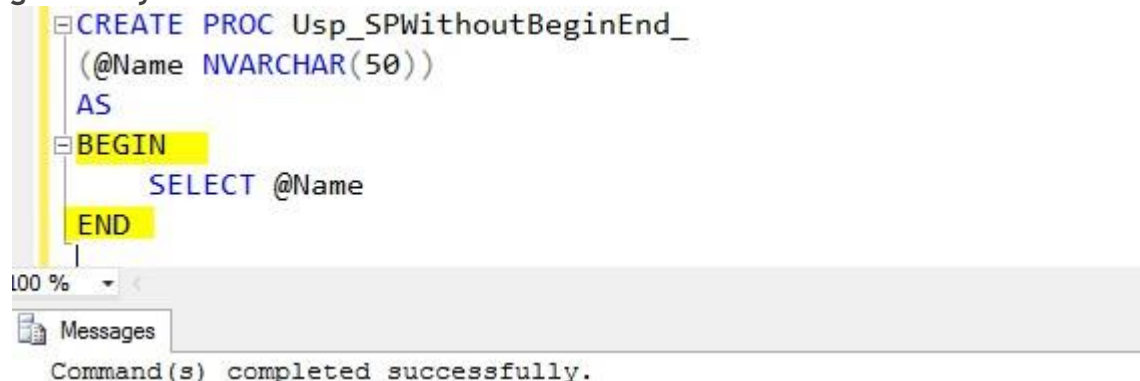 CREATE PROC Usp_SPWithoutBeginEnd_
(@Name NVARCHAR(50))
AS
BEGIN
SELECT @Name
END
100 %
Messages
Command(s) completed successfully.